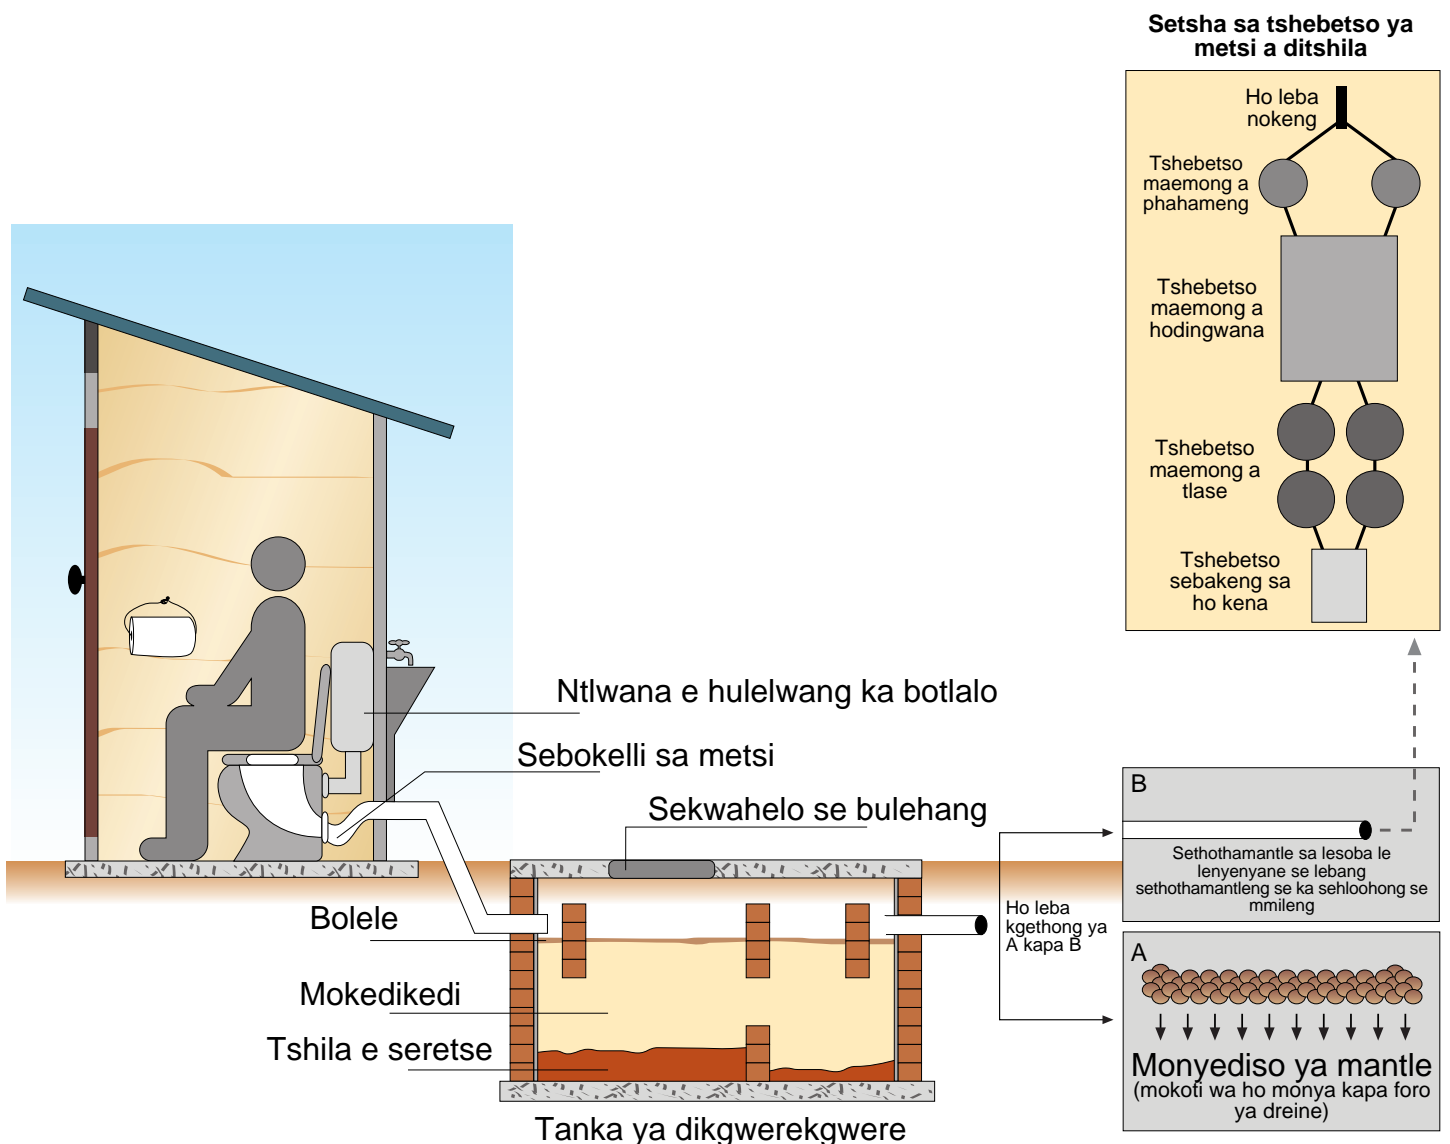 Setsha sa tshebetso ya
metsi a ditshila
Ho leba
nokeng
Tshebetso
maemong a
phahameng
Tshebetso
maemong a
hodingwana
Tshebetso
maemong a
tlase
Tshebetso
sebakeng sa
ho kena
Ntlwana e hulelwang ka botlalo
Sebokelli sa metsi
Sekwahelo se bulehang
Bolele
Mokedikedi
Tshila e seretse
Tanka ya dikgwerekgwere
Ho leba
kgethong ya
A kapa B
B
Sethothamantle sa lesoba le
lenyenyane se lebang
sethothamantleng se ka sehloohong se
mmileng
A
Monyediso ya mantle
(mokoti wa ho monya kapa foro
ya dreine)